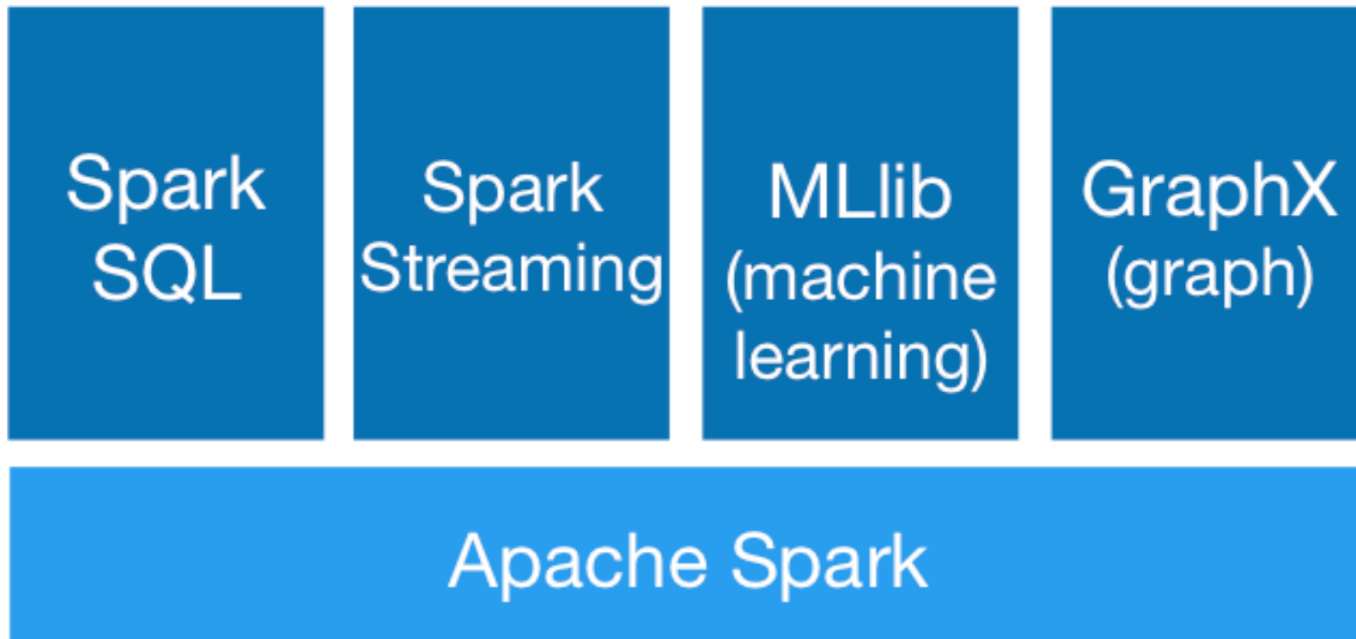 Spark
SQL
Spark
Streaming
MLlib
(machine
learning)
GraphX
(graph)
Apache Spark